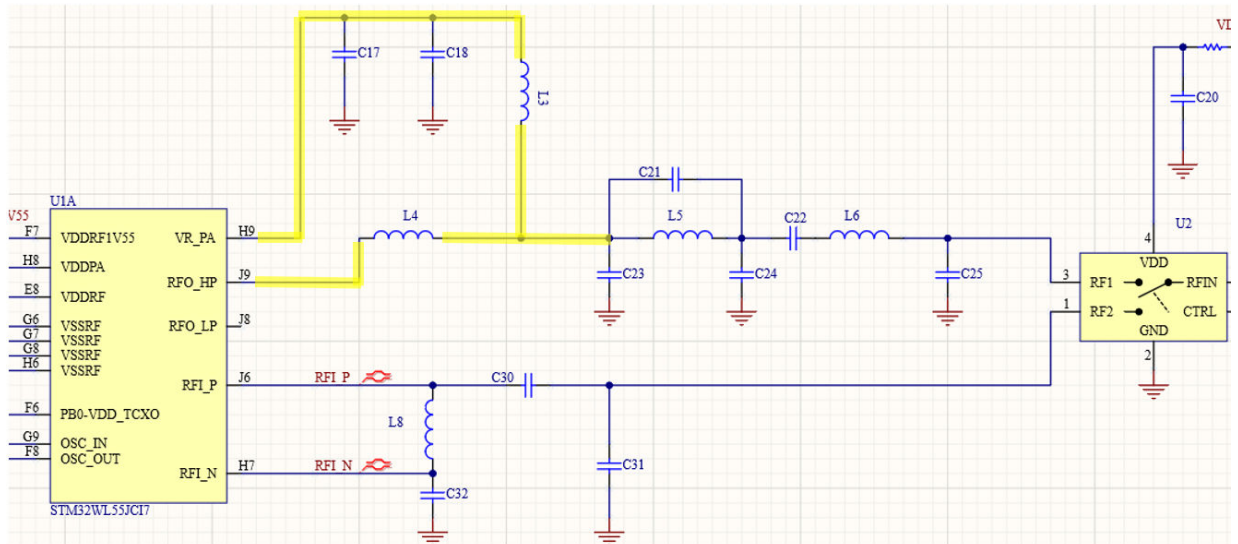 C17
C18
L3
VD
C20
C21
L4
L5
C22
L6
C23
C24
C25
U1A
V55
F7
VDDRF1V55
VR_PA
H9
H8
VDDPA
RFO_HP
J9
E8
VDDRF
G6
VSSRF
RFO_LP
J8
G7
VSSRF
G8
VSSRF
H6
VSSRF
RFI_P
J6
RFI_P
F6
PB0-VDD_TCXO
G9
OSC_IN
F8
OSC_OUT
RFI_N
H7
RFI_N
STM32WL55JCI7
C30
L8
C31
C32
U2
4
VDD
3
RF1
RFIN
1
RF2
CTRL
GND
2